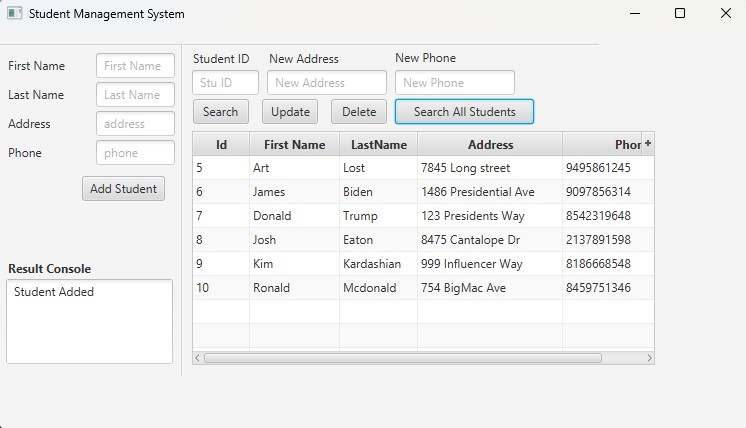 Student Management System
First Name First Name
Last Name Last Name
Address address
Phone phone
Add Student
Result Console
Student Added
Student ID New Address New Phone
Stu ID New Address New Phone
Search Update Delete Search All Students
Id First Name LastName Address Phor +
5 Art Lost 7845 Long street 9495861245
6 James Biden 1486 Presidential Ave 9097856314
7 Donald Trump 123 Presidents Way 8542319648
8 Josh Eaton 8475 Cantalope Dr 2137891598
9 Kim Kardashian 999 Influencer Way 8186668548
10 Ronald Mcdonald 754 BigMac Ave 8459751346